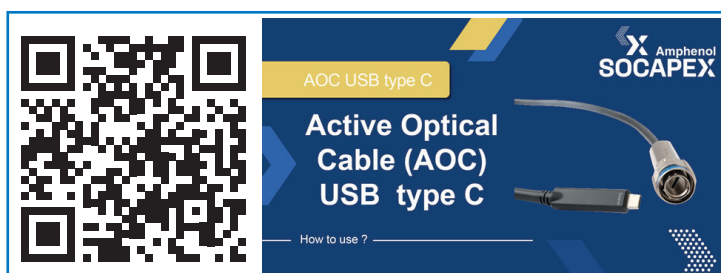 Amphenol
SOCAPEX
AOC USB type C
Active Optical
Cable (AOC)
USB type C
How to use ?